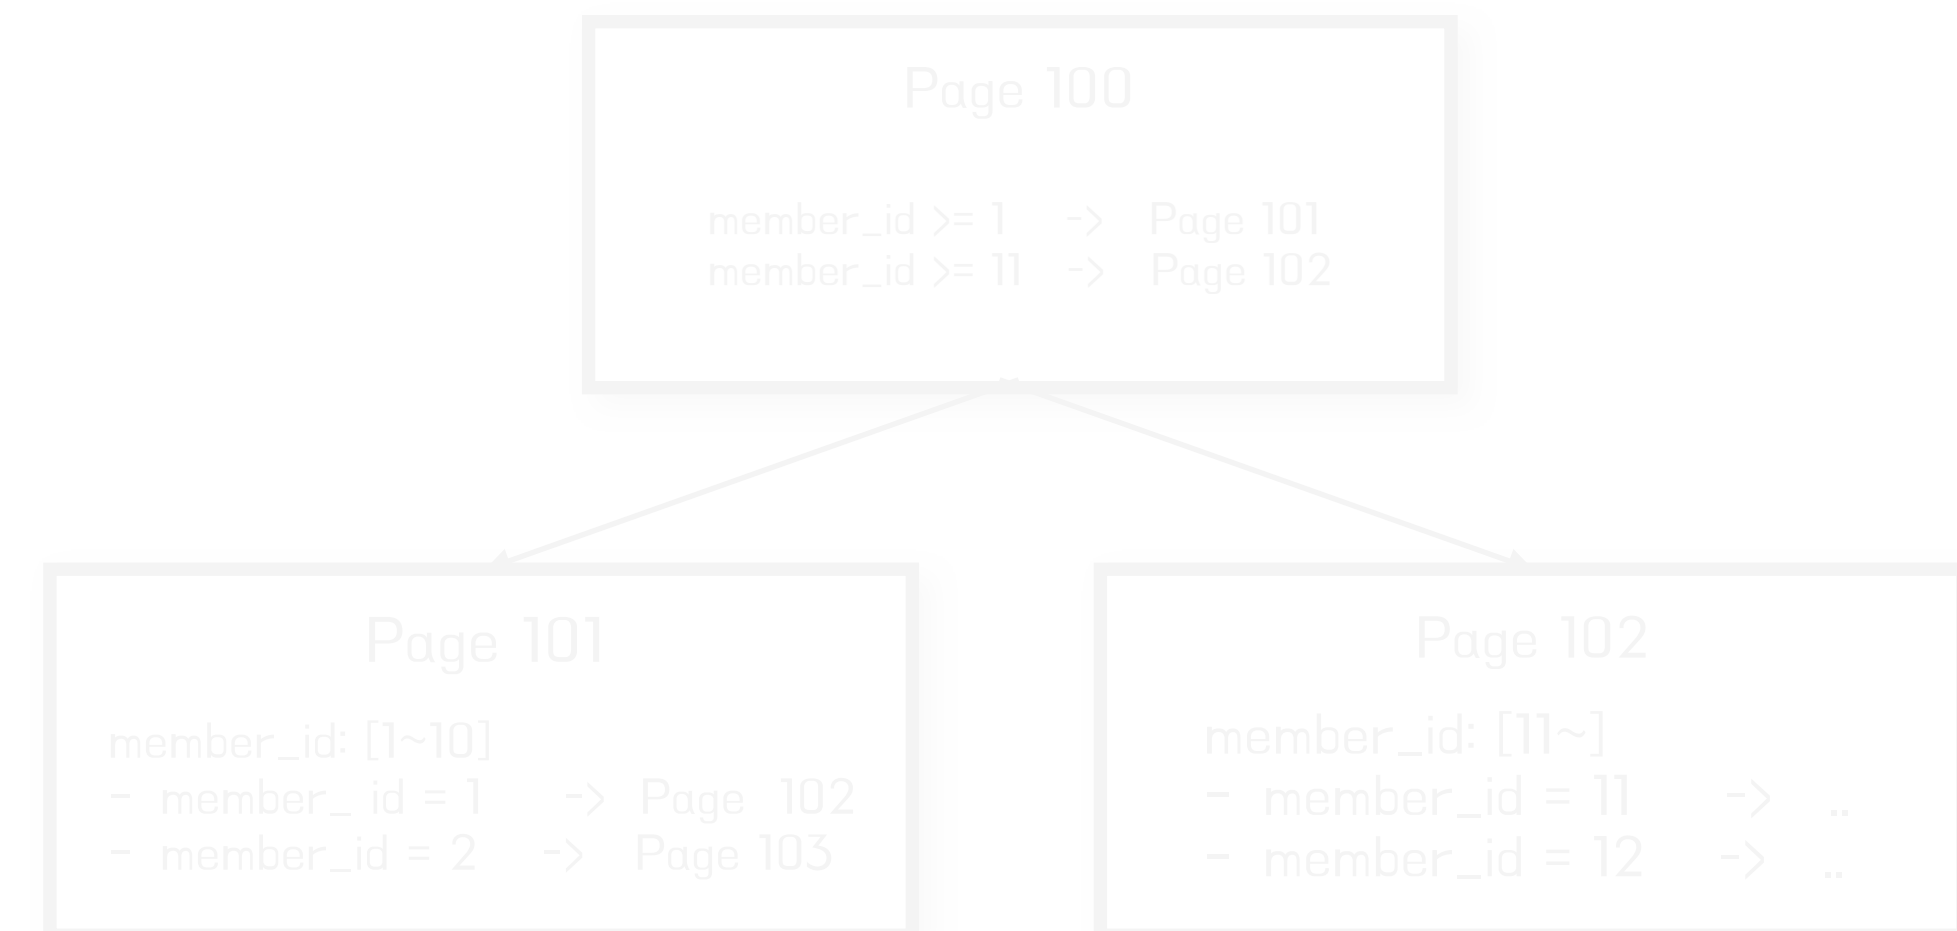 Page 100
member_id >= 1 -> Page 101
member_id >= 11 -> Page 102
Page 101
member_id: [1~10]
- member_ id = 1 -> Page 102
- member_id = 2 -> Page 103
Page 102
member_id: [11~]
- member_id = 11 -> ..
- member_id = 12 -> ..